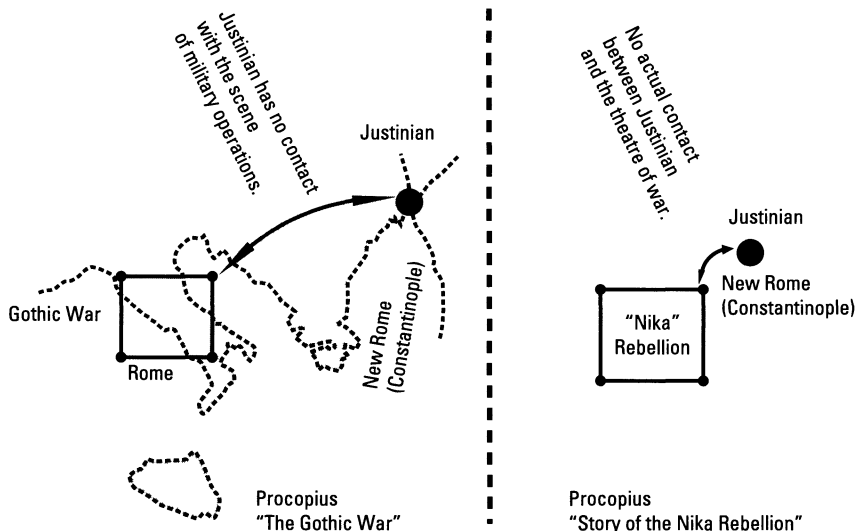 Justinian has no contact
with the scene
of military operations.
Justinian
Gothic War
Rome
New Rome
(Constantinople)
Procopius
“The Gothic War”
No actual contact
between Justinian
and the theatre of war.
Justinian
New Rome
(Constantinople)
“Nika”
Rebellion
Procopius
“Story of the Nika Rebellion”